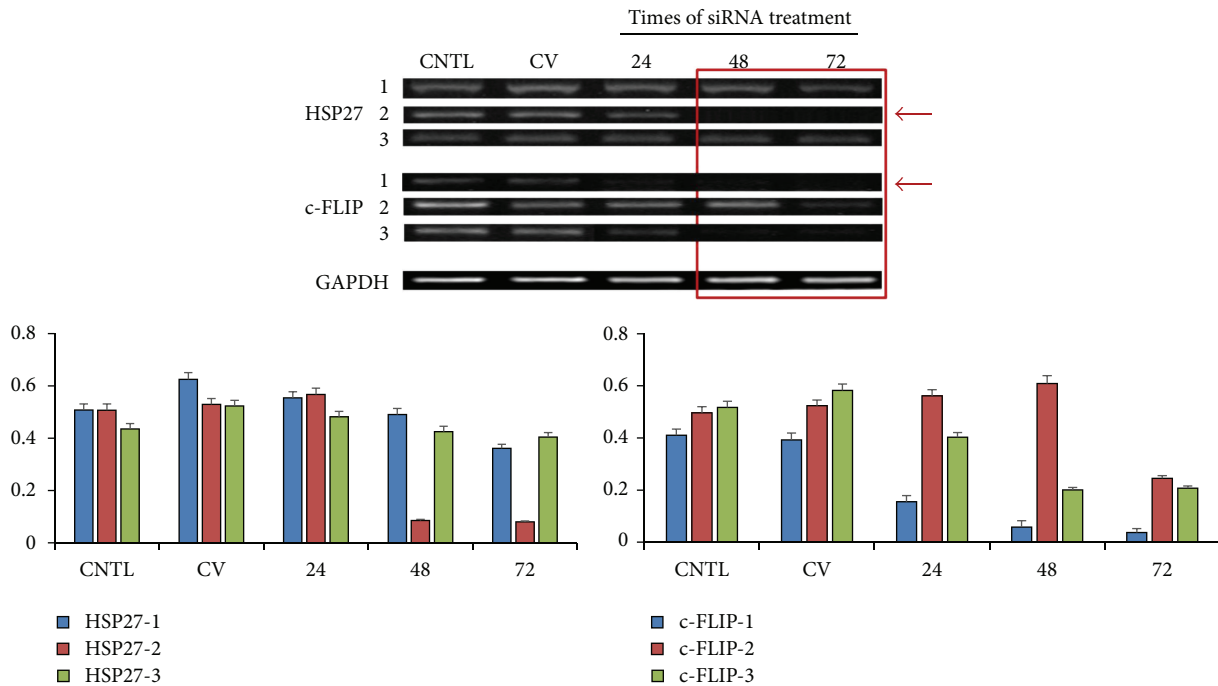 Times of siRNA treatment
CNTL CV 24 48 72
1
HSP27 2
3
1
c-FLIP 2
3
GAPDH
0.8
0.6
0.4
0.2
0
CNTL CV 24 48 72
HSP27-1
HSP27-2
HSP27-3
0.8
0.6
0.4
0.2
0
CNTL CV 24 48 72
c-FLIP-1
c-FLIP-2
c-FLIP-3